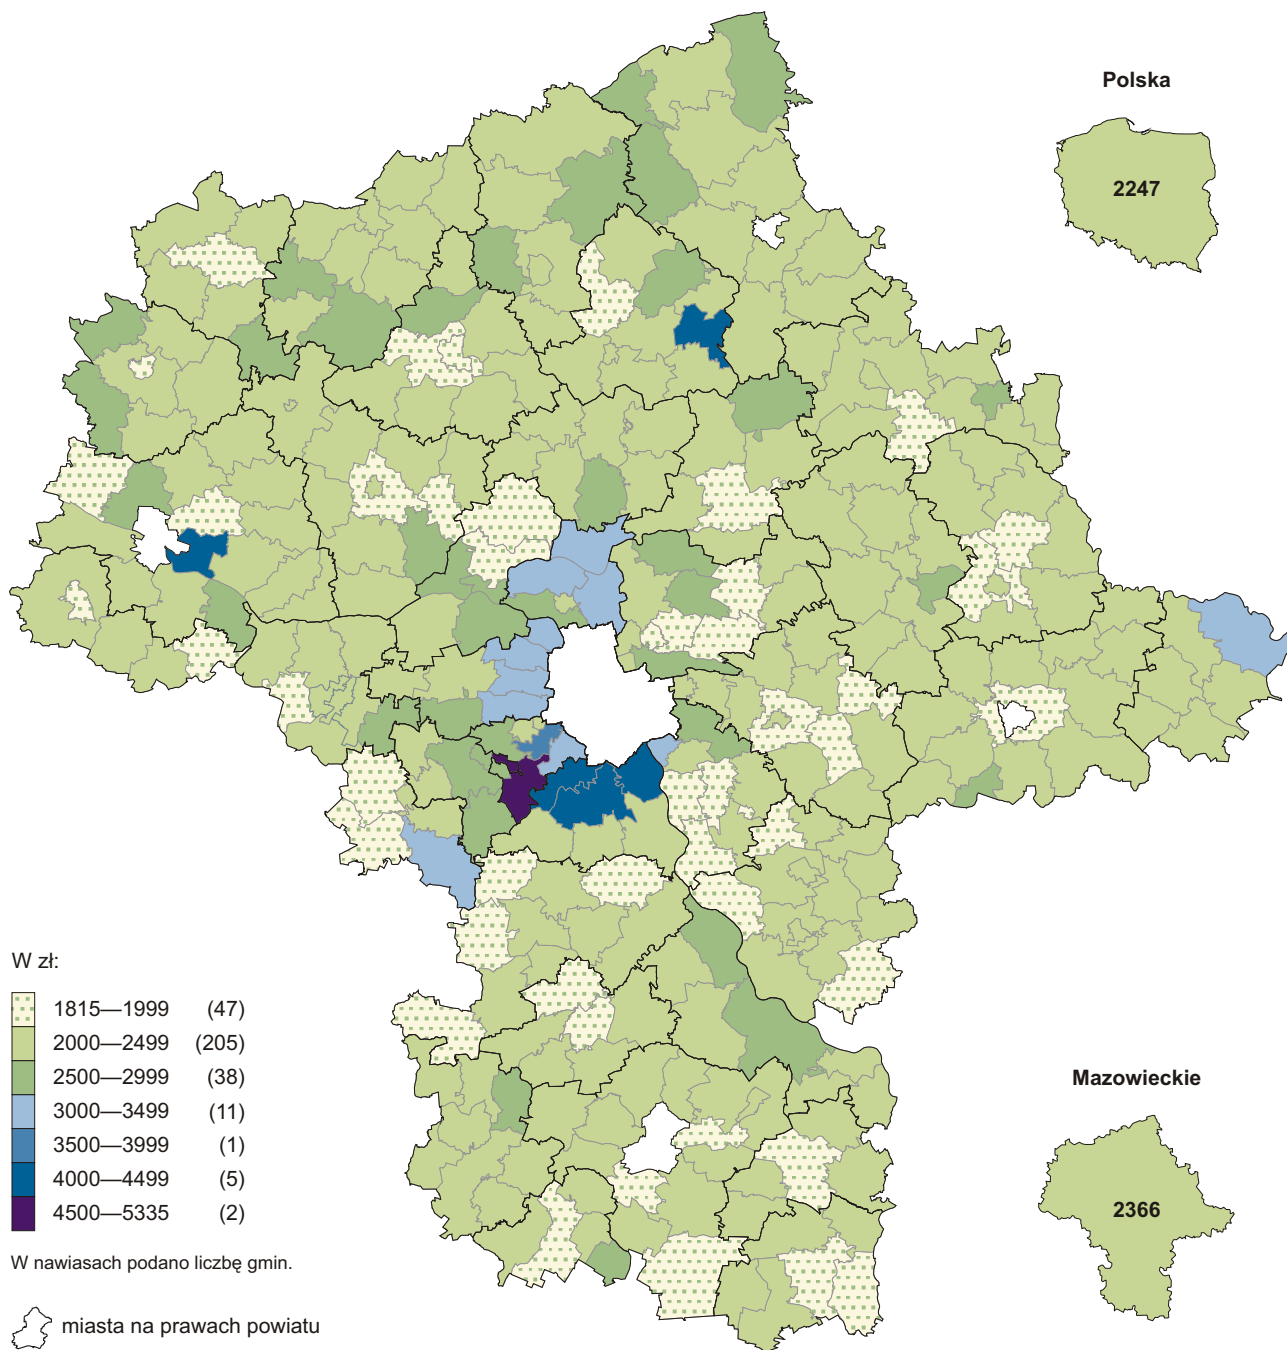 Polska
2247
W zł:
1815—1999 (47)
2000—2499 (205)
2500—2999 (38)
3000—3499 (11)
3500—3999 (1)
4000—4499 (5)
4500—5335 (2)
W nawiasach podano liczbę gmin.
miasta na prawach powiatu
Mazowieckie
2366